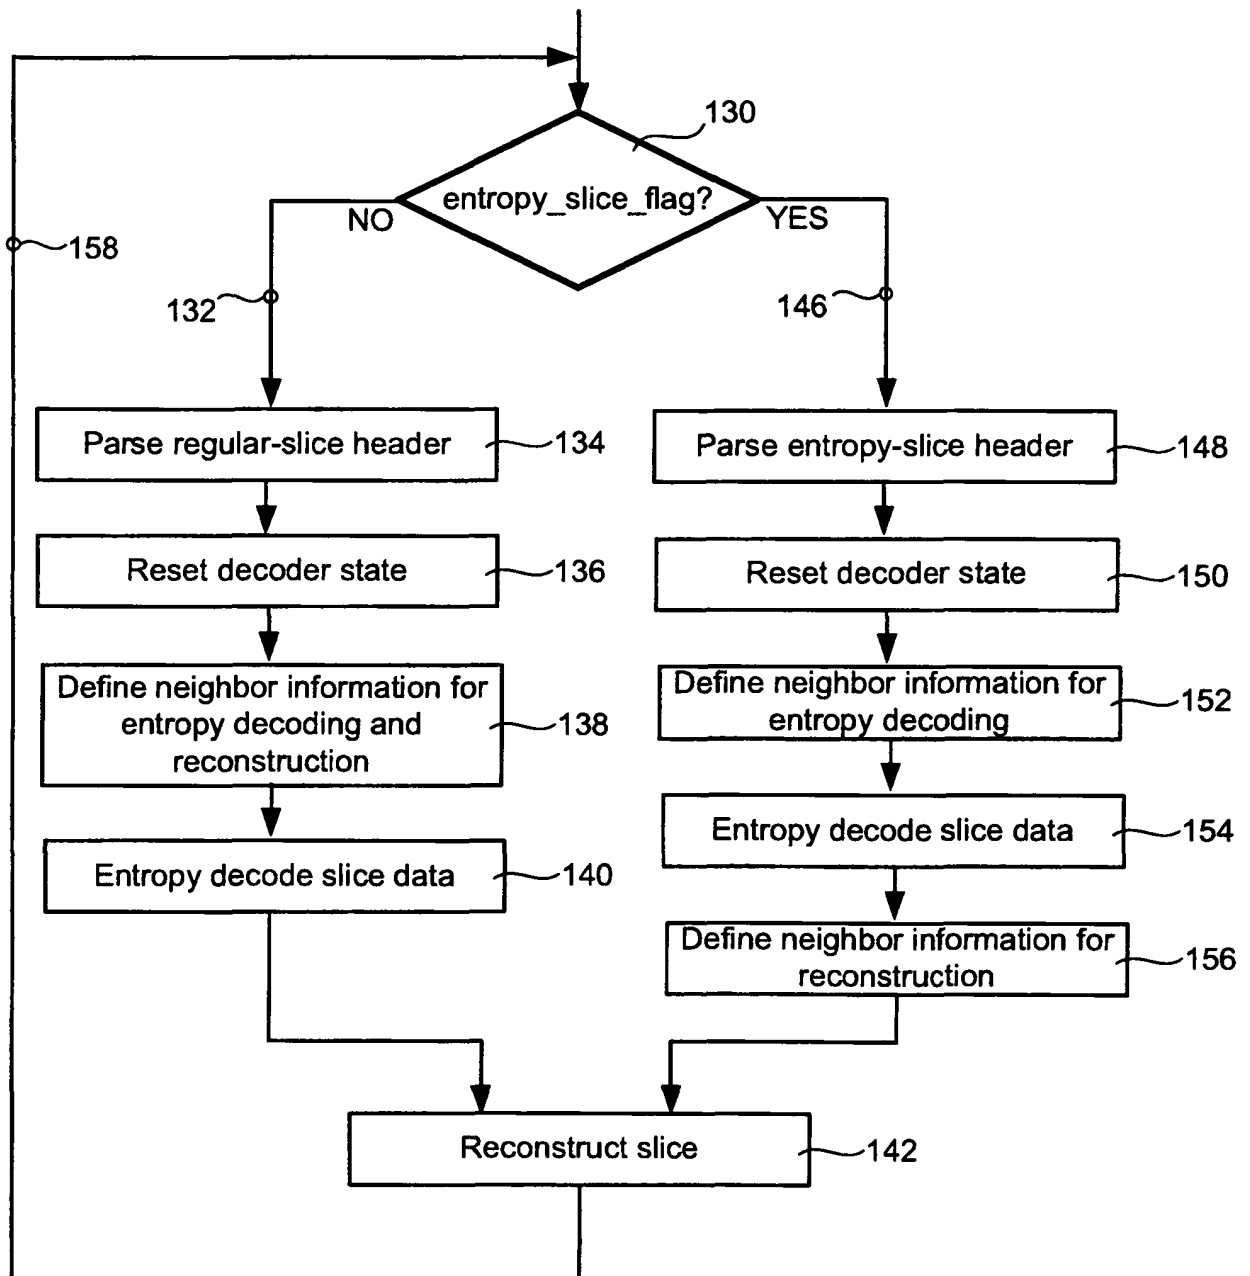 130
entropy_slice_flag?
NO
YES
158
132
146
Parse regular-slice header
134
Parse entropy-slice header
148
Reset decoder state
136
Reset decoder state
150
Define neighbor information for
entropy decoding and
reconstruction
138
Define neighbor information for
entropy decoding
152
Entropy decode slice data
140
Entropy decode slice data
154
Define neighbor information for
reconstruction
156
Reconstruct slice
142